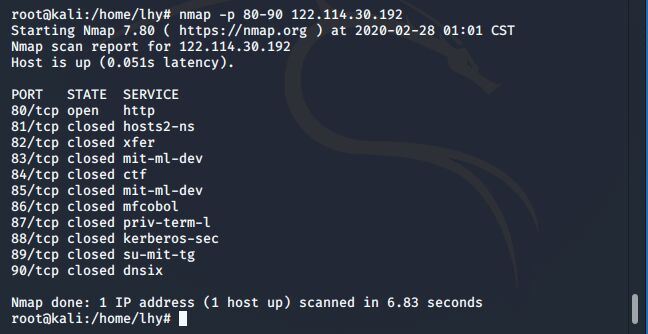 root@kali:/home/lhy# nmap -p 80-90 122.114.30.192
Starting Nmap 7.80 ( https://nmap.org ) at 2020-02-28 01:01 CST
Nmap scan report for 122.114.30.192
Host is up (0.051s latency).

PORT   STATE  SERVICE
80/tcp open   http
81/tcp closed hosts2-ns
82/tcp closed xfer
83/tcp closed mit-ml-dev
84/tcp closed ctf
85/tcp closed mit-ml-dev
86/tcp closed mfcobol
87/tcp closed priv-term-l
88/tcp closed kerberos-sec
89/tcp closed su-mit-tg
90/tcp closed dnsix

Nmap done: 1 IP address (1 host up) scanned in 6.83 seconds
root@kali:/home/lhy#